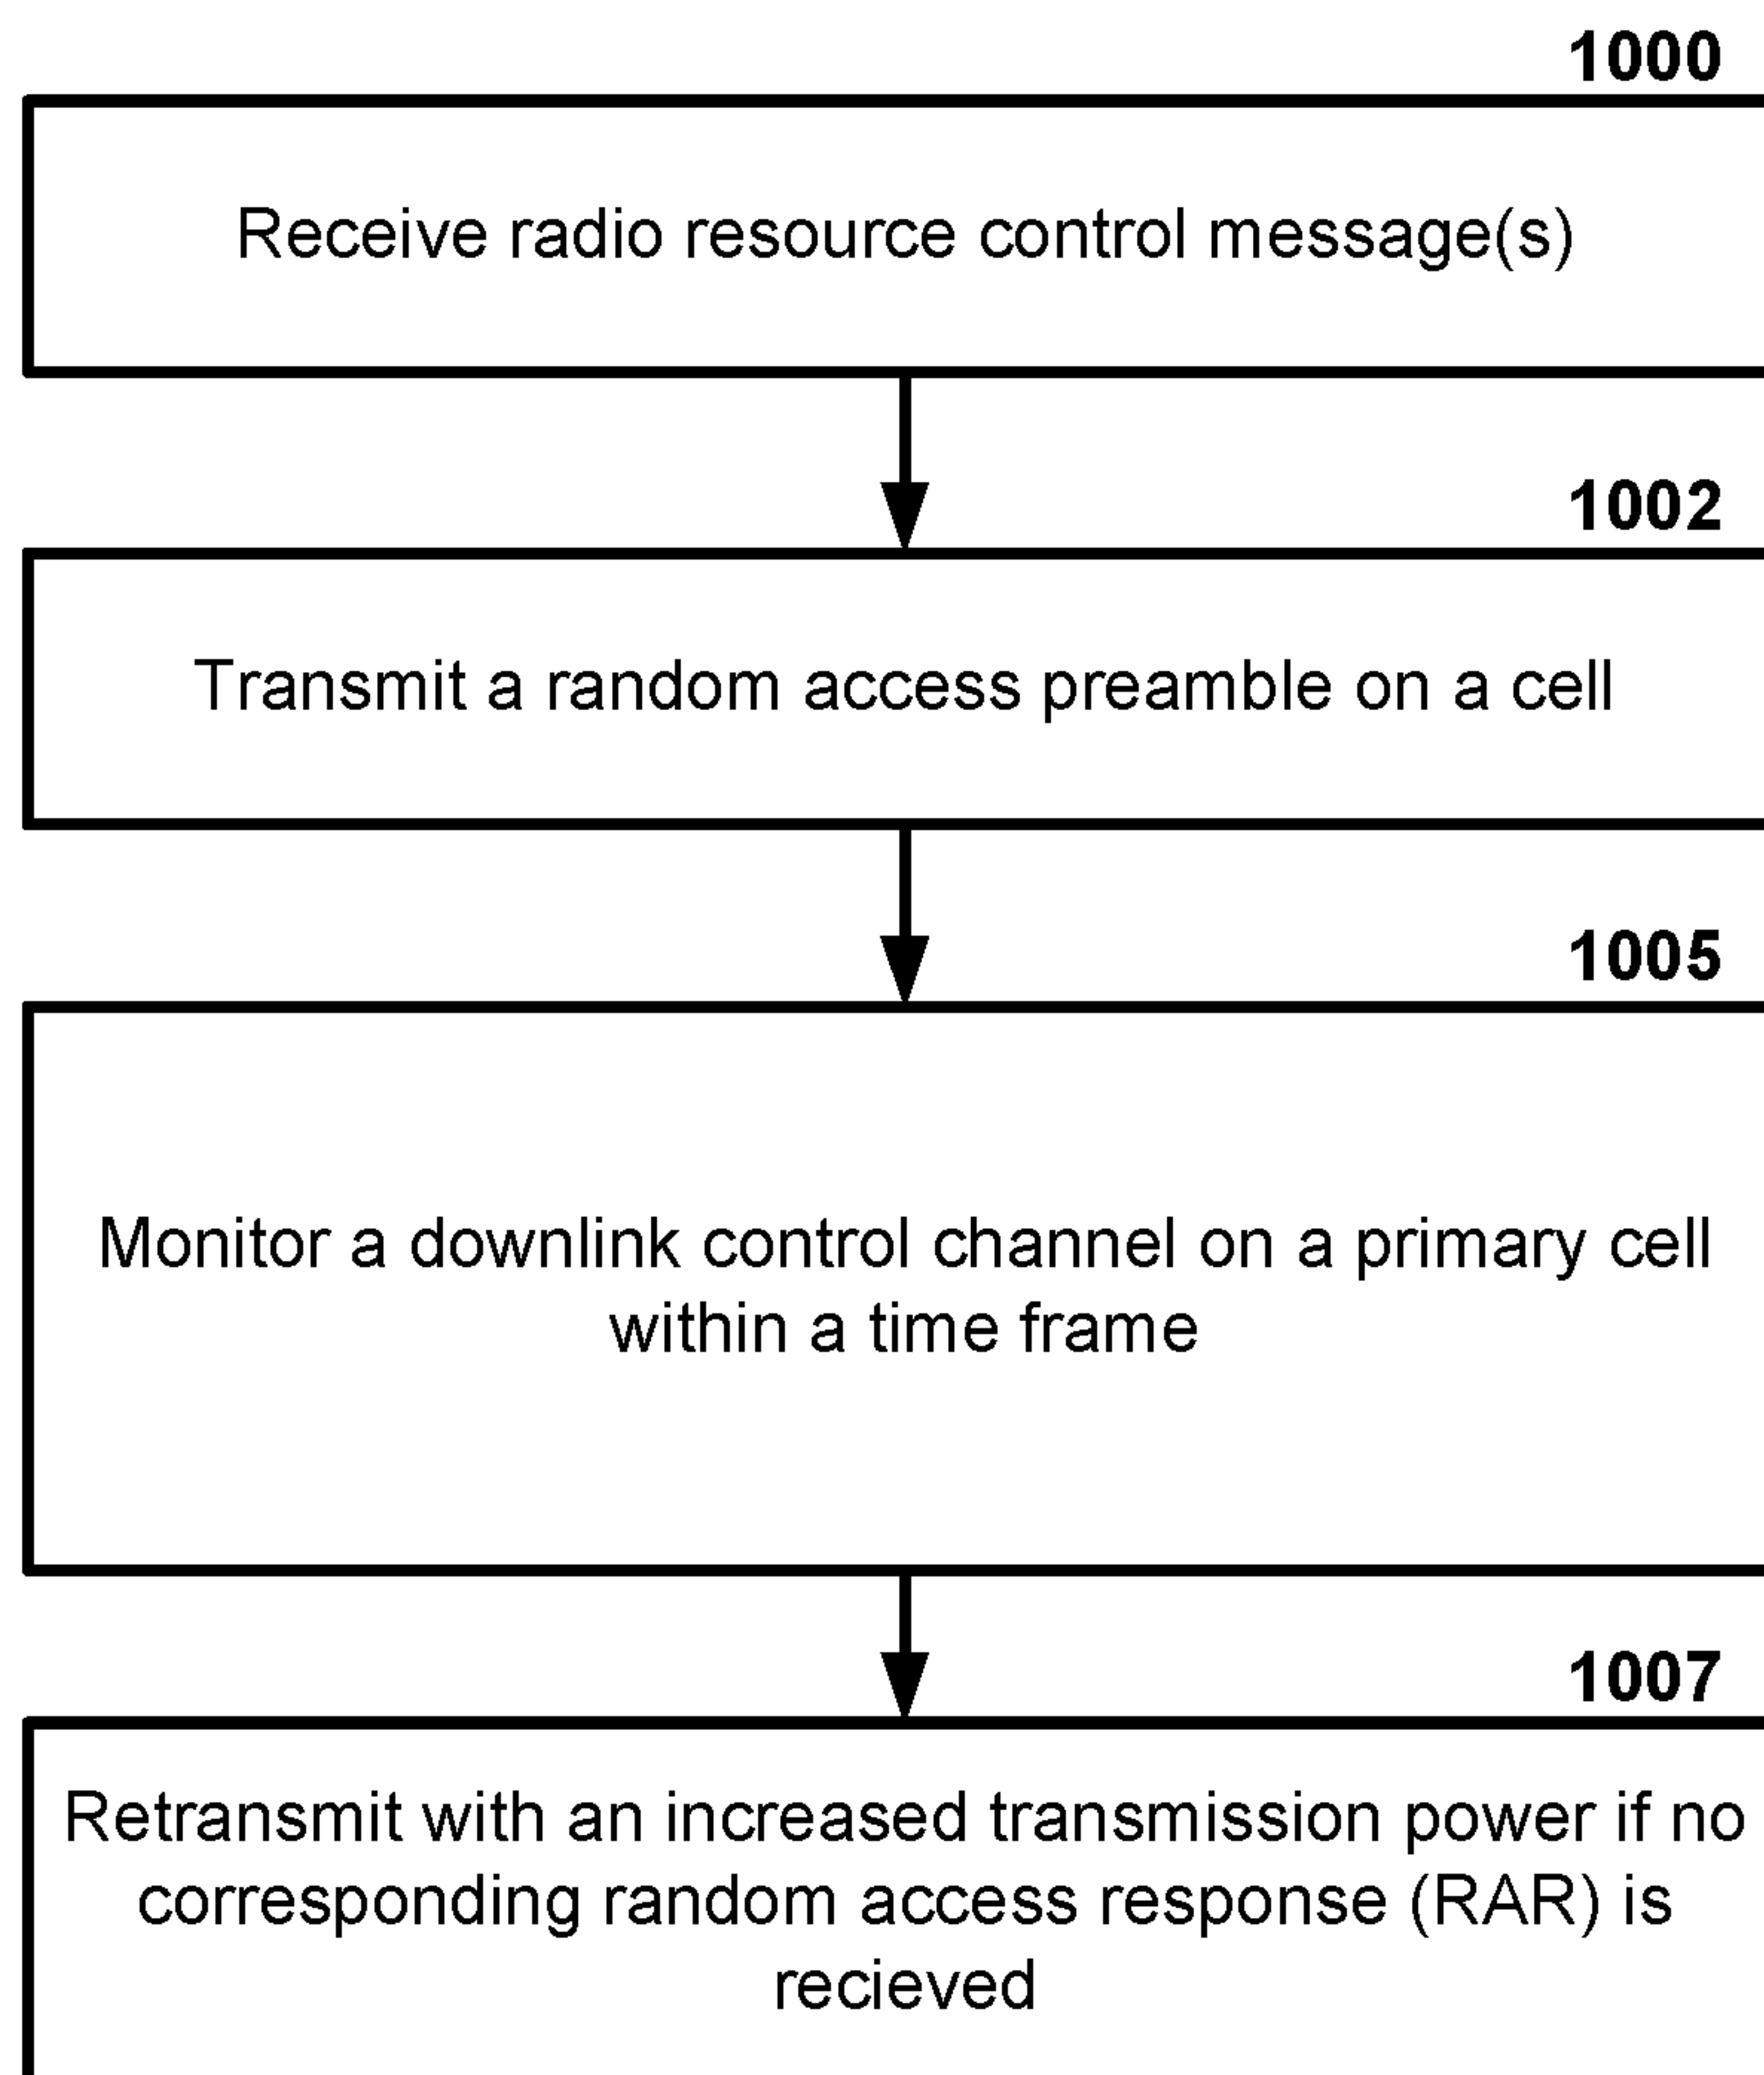 1000
Receive radio resource control message(s)
1002
Transmit a random access preamble on a cell
1005
Monitor a downlink control channel on a primary cell
within a time frame
1007
Retransmit with an increased transmission power if no
corresponding random access response (RAR) is
recieved